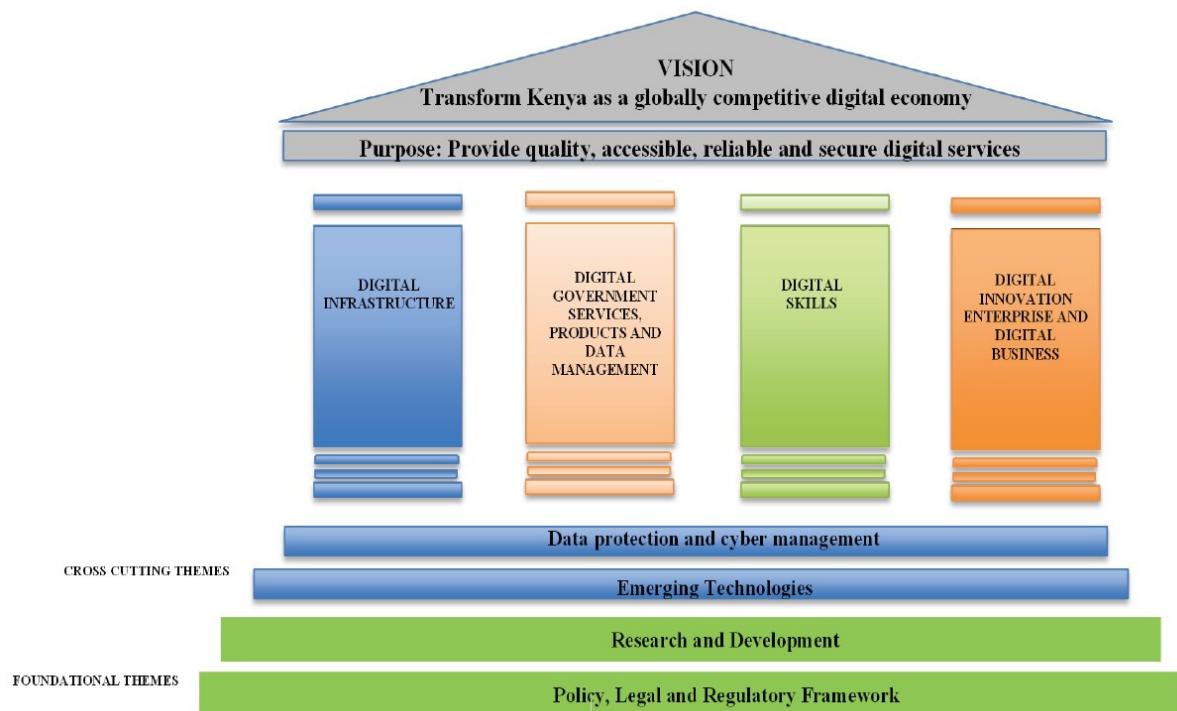 VISION
Transform Kenya as a globally competitive digital economy
Purpose: Provide quality, accessible, reliable and secure digital services
DIGITAL
INFRASTRUCTURE
DIGITAL
GOVERNMENT
SERVICES,
PRODUCTS AND
DATA
MANAGEMENT
DIGITAL
SKILLS
DIGITAL
INNOVATION
ENTERPRISE AND
DIGITAL
BUSINESS
Data protection and cyber management
CROSS CUTTING THEMES
Emerging Technologies
Research and Development
FOUNDATIONAL THEMES
Policy, Legal and Regulatory Framework